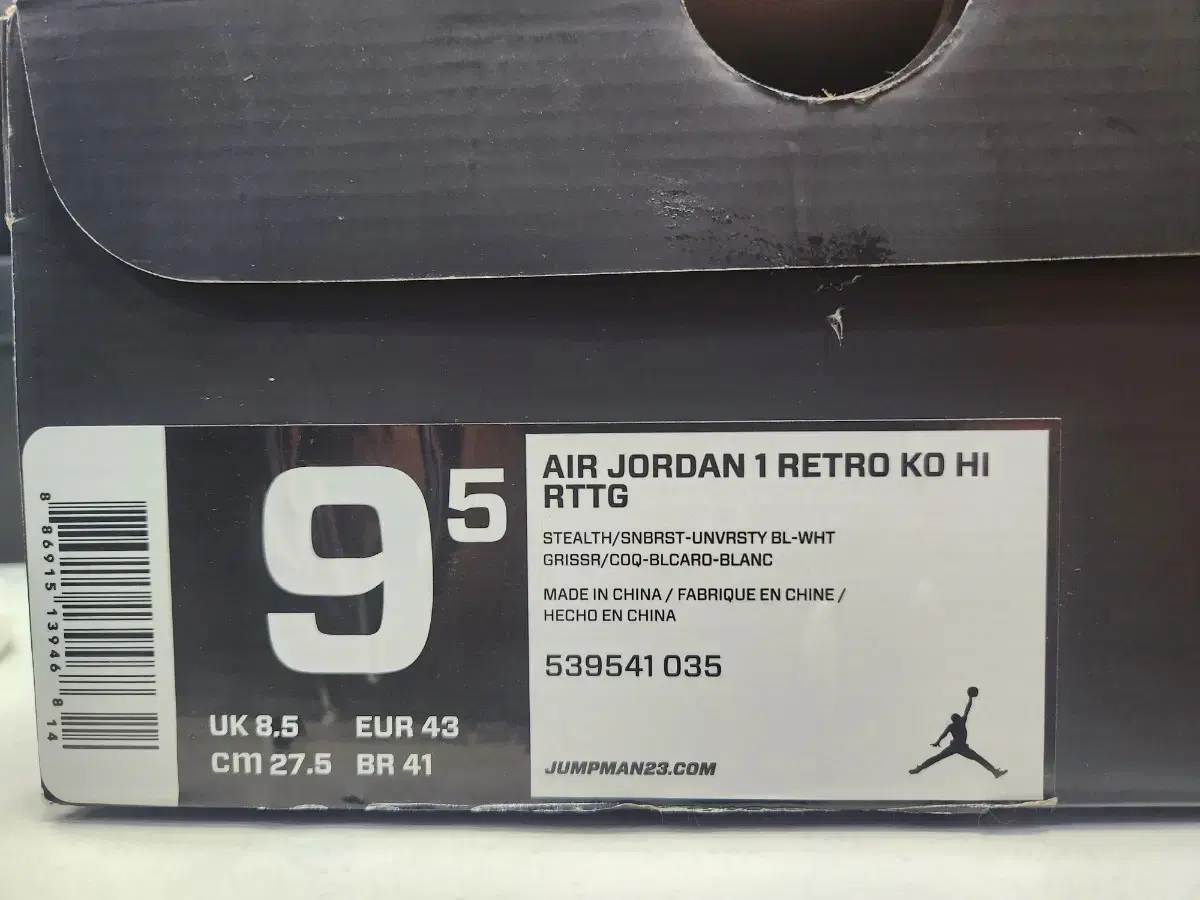 8 86915 13946 8 14
9 5
UK 8.5 EUR 43
cm 27.5 BR 41
AIR JORDAN 1 RETRO KO HI
RTTG
STEALTH/SNBRST-UNVRSTY BL-WHT
GRISSR/COQ-BLCARO-BLANC
MADE IN CHINA / FABRIQUE EN CHINE /
HECHO EN CHINA
539541 035
JUMPMAN23.COM